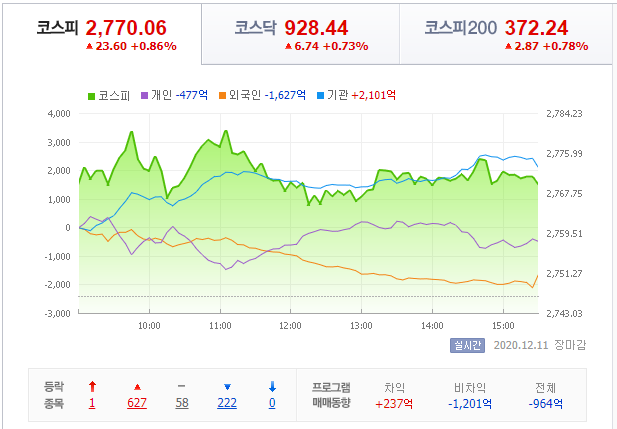 코스피 2,770.06 코스닥 928.44 코스피200 372.24
▲23.60 +0.86% ▲6.74 +0.73% ▲2.87 +0.78%
코스피 개인 -477억 외국인 -1,627억 기관 +2,101억
4,000 2,784.23
3,000 2,775.99
2,000 2,767.75
1,000
0 2,759.51
-1,000
-2,000 2,751.27
-3,000 2,743.03
10:00 11:00 12:00 13:00 14:00 15:00
실시간 2020.12.11 장마감
등락 ↑ ▲ － ▼ ↓ 프로그램 차익 비차익 전체
종목 1 627 58 222 0 매매동향 +237억 -1,201억 -964억